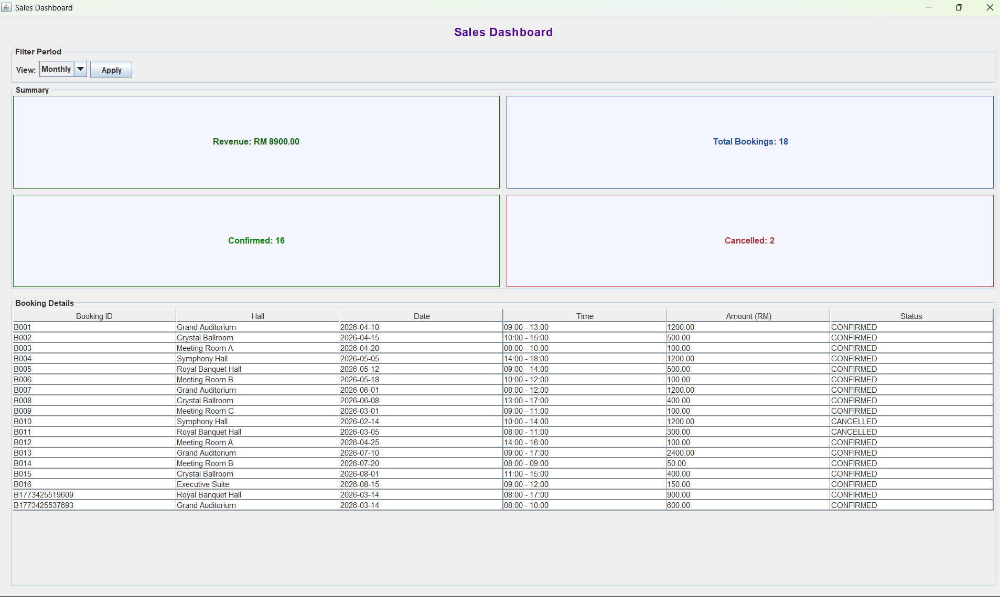 Sales Dashboard
Sales Dashboard
Filter Period
View: Monthly Apply
Summary
Revenue: RM 8900.00 Total Bookings: 18
Confirmed: 16 Cancelled: 2
Booking Details
Booking ID Hall Date Time Amount (RM) Status
B001 Grand Auditorium 2026-04-10 09:00 - 13:00 1200.00 CONFIRMED
B002 Crystal Ballroom 2026-04-15 10:00 - 15:00 500.00 CONFIRMED
B003 Meeting Room A 2026-04-20 08:00 - 10:00 100.00 CONFIRMED
B004 Symphony Hall 2026-05-05 14:00 - 18:00 1200.00 CONFIRMED
B005 Royal Banquet Hall 2026-05-12 09:00 - 14:00 500.00 CONFIRMED
B006 Meeting Room B 2026-05-18 10:00 - 12:00 100.00 CONFIRMED
B007 Grand Auditorium 2026-06-01 08:00 - 12:00 1200.00 CONFIRMED
B008 Crystal Ballroom 2026-06-08 13:00 - 17:00 400.00 CONFIRMED
B009 Meeting Room C 2026-03-01 09:00 - 11:00 100.00 CONFIRMED
B010 Symphony Hall 2026-02-14 10:00 - 14:00 1200.00 CANCELLED
B011 Royal Banquet Hall 2026-03-05 08:00 - 11:00 300.00 CANCELLED
B012 Meeting Room A 2026-04-25 14:00 - 16:00 100.00 CONFIRMED
B013 Grand Auditorium 2026-07-10 09:00 - 17:00 2400.00 CONFIRMED
B014 Meeting Room B 2026-07-20 08:00 - 09:00 50.00 CONFIRMED
B015 Crystal Ballroom 2026-08-01 11:00 - 15:00 400.00 CONFIRMED
B016 Executive Suite 2026-08-15 09:00 - 12:00 150.00 CONFIRMED
B1773425519609 Royal Banquet Hall 2026-03-14 08:00 - 17:00 900.00 CONFIRMED
B1773425537693 Grand Auditorium 2026-03-14 08:00 - 10:00 600.00 CONFIRMED